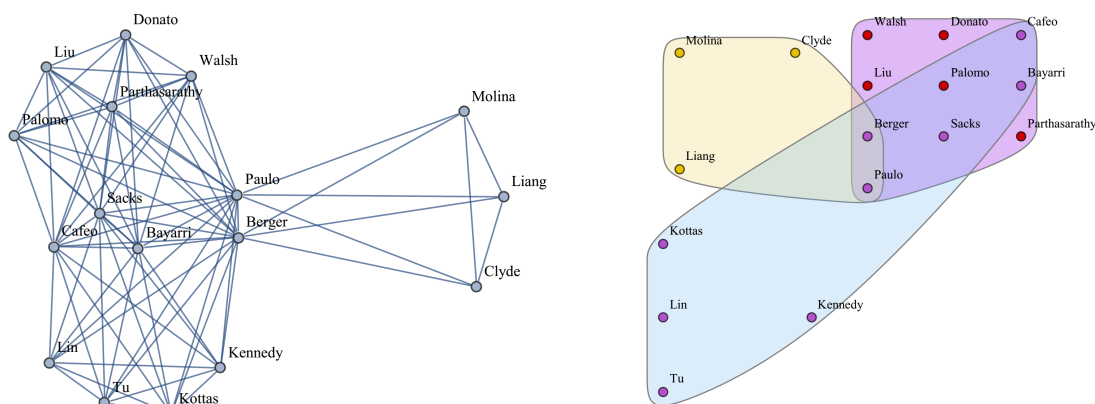 Donato
Liu
Walsh
Parthasarathy
Palomo
Molina
Paulo
Liang
Sacks
Berger
Cafeo
Bayarri
Clyde
Lin
Kennedy
Tu
Kottas
Walsh Donato Cafeo
Molina Clyde
Liu Palomo Bayarri
Berger Sacks Parthasarathy
Liang
Paulo
Kottas
Lin Kennedy
Tu